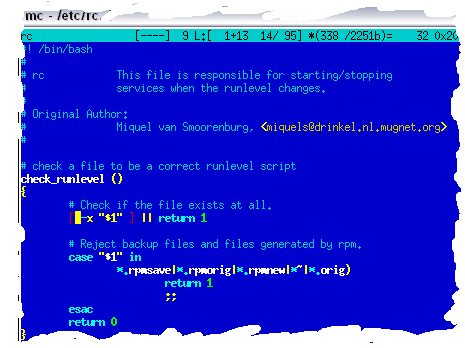 mc - /etc/rc.
rc [----] 9 L:[ 1+13 14/ 95] *(338 /2251b)= 32 0x20
#! /bin/bash
#
# rc This file is responsible for starting/stopping
# services when the runlevel changes.
#
# Original Author:
# Miquel van Smoorenburg, <miquels@drinkel.nl.mugnet.org>
#
# check a file to be a correct runlevel script
check_runlevel ()
{
# Check if the file exists at all.
[ -x "$1" ] || return 1
# Reject backup files and files generated by rpm.
case "$1" in
*.rpmsave|*.rpmorig|*.rpmnew|*~|*.orig)
return 1
;;
esac
return 0
}